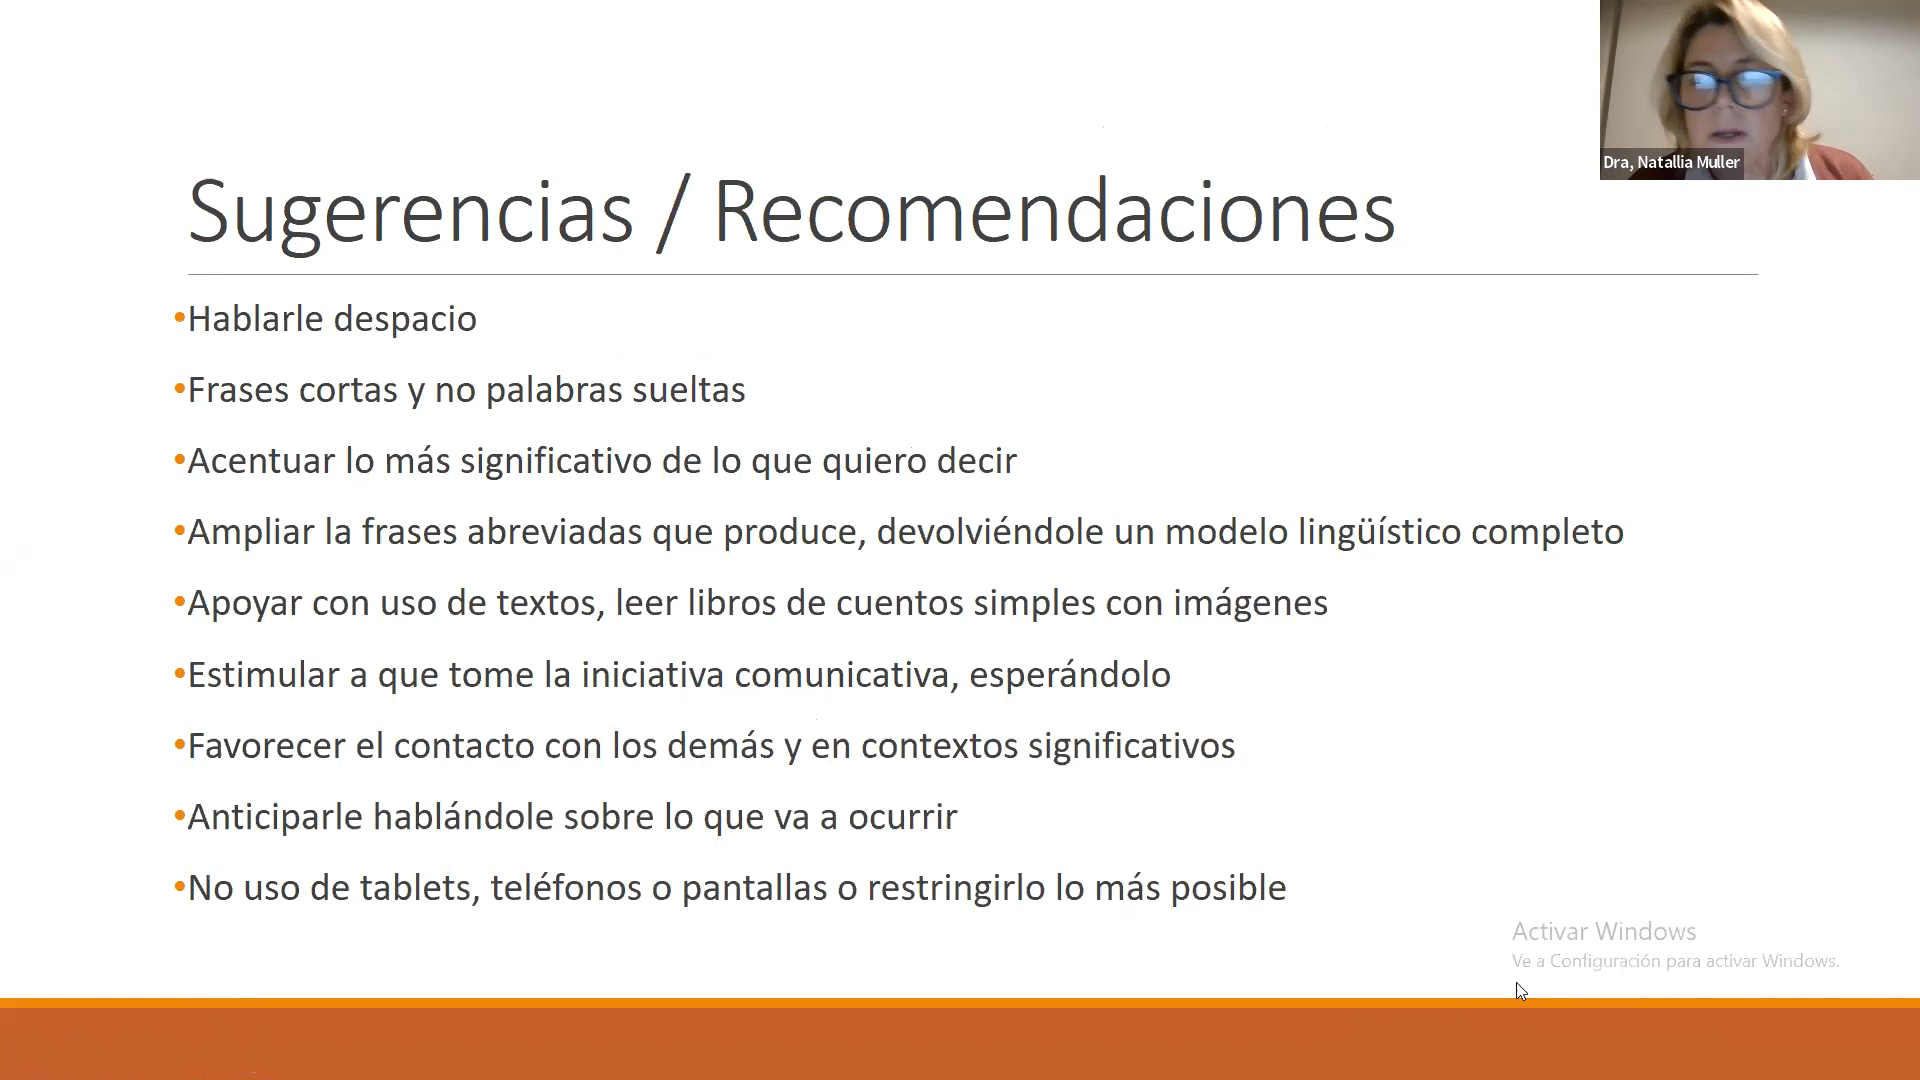 Dra, Natallia Muller
Sugerencias / Recomendaciones
•Hablarle despacio
•Frases cortas y no palabras sueltas
•Acentuar lo más significativo de lo que quiero decir
•Ampliar la frases abreviadas que produce, devolviéndole un modelo lingüístico completo
•Apoyar con uso de textos, leer libros de cuentos simples con imágenes
•Estimular a que tome la iniciativa comunicativa, esperándolo
•Favorecer el contacto con los demás y en contextos significativos
•Anticiparle hablándole sobre lo que va a ocurrir
•No uso de tablets, teléfonos o pantallas o restringirlo lo más posible
Activar Windows
Ve a Configuración para activar Windows.